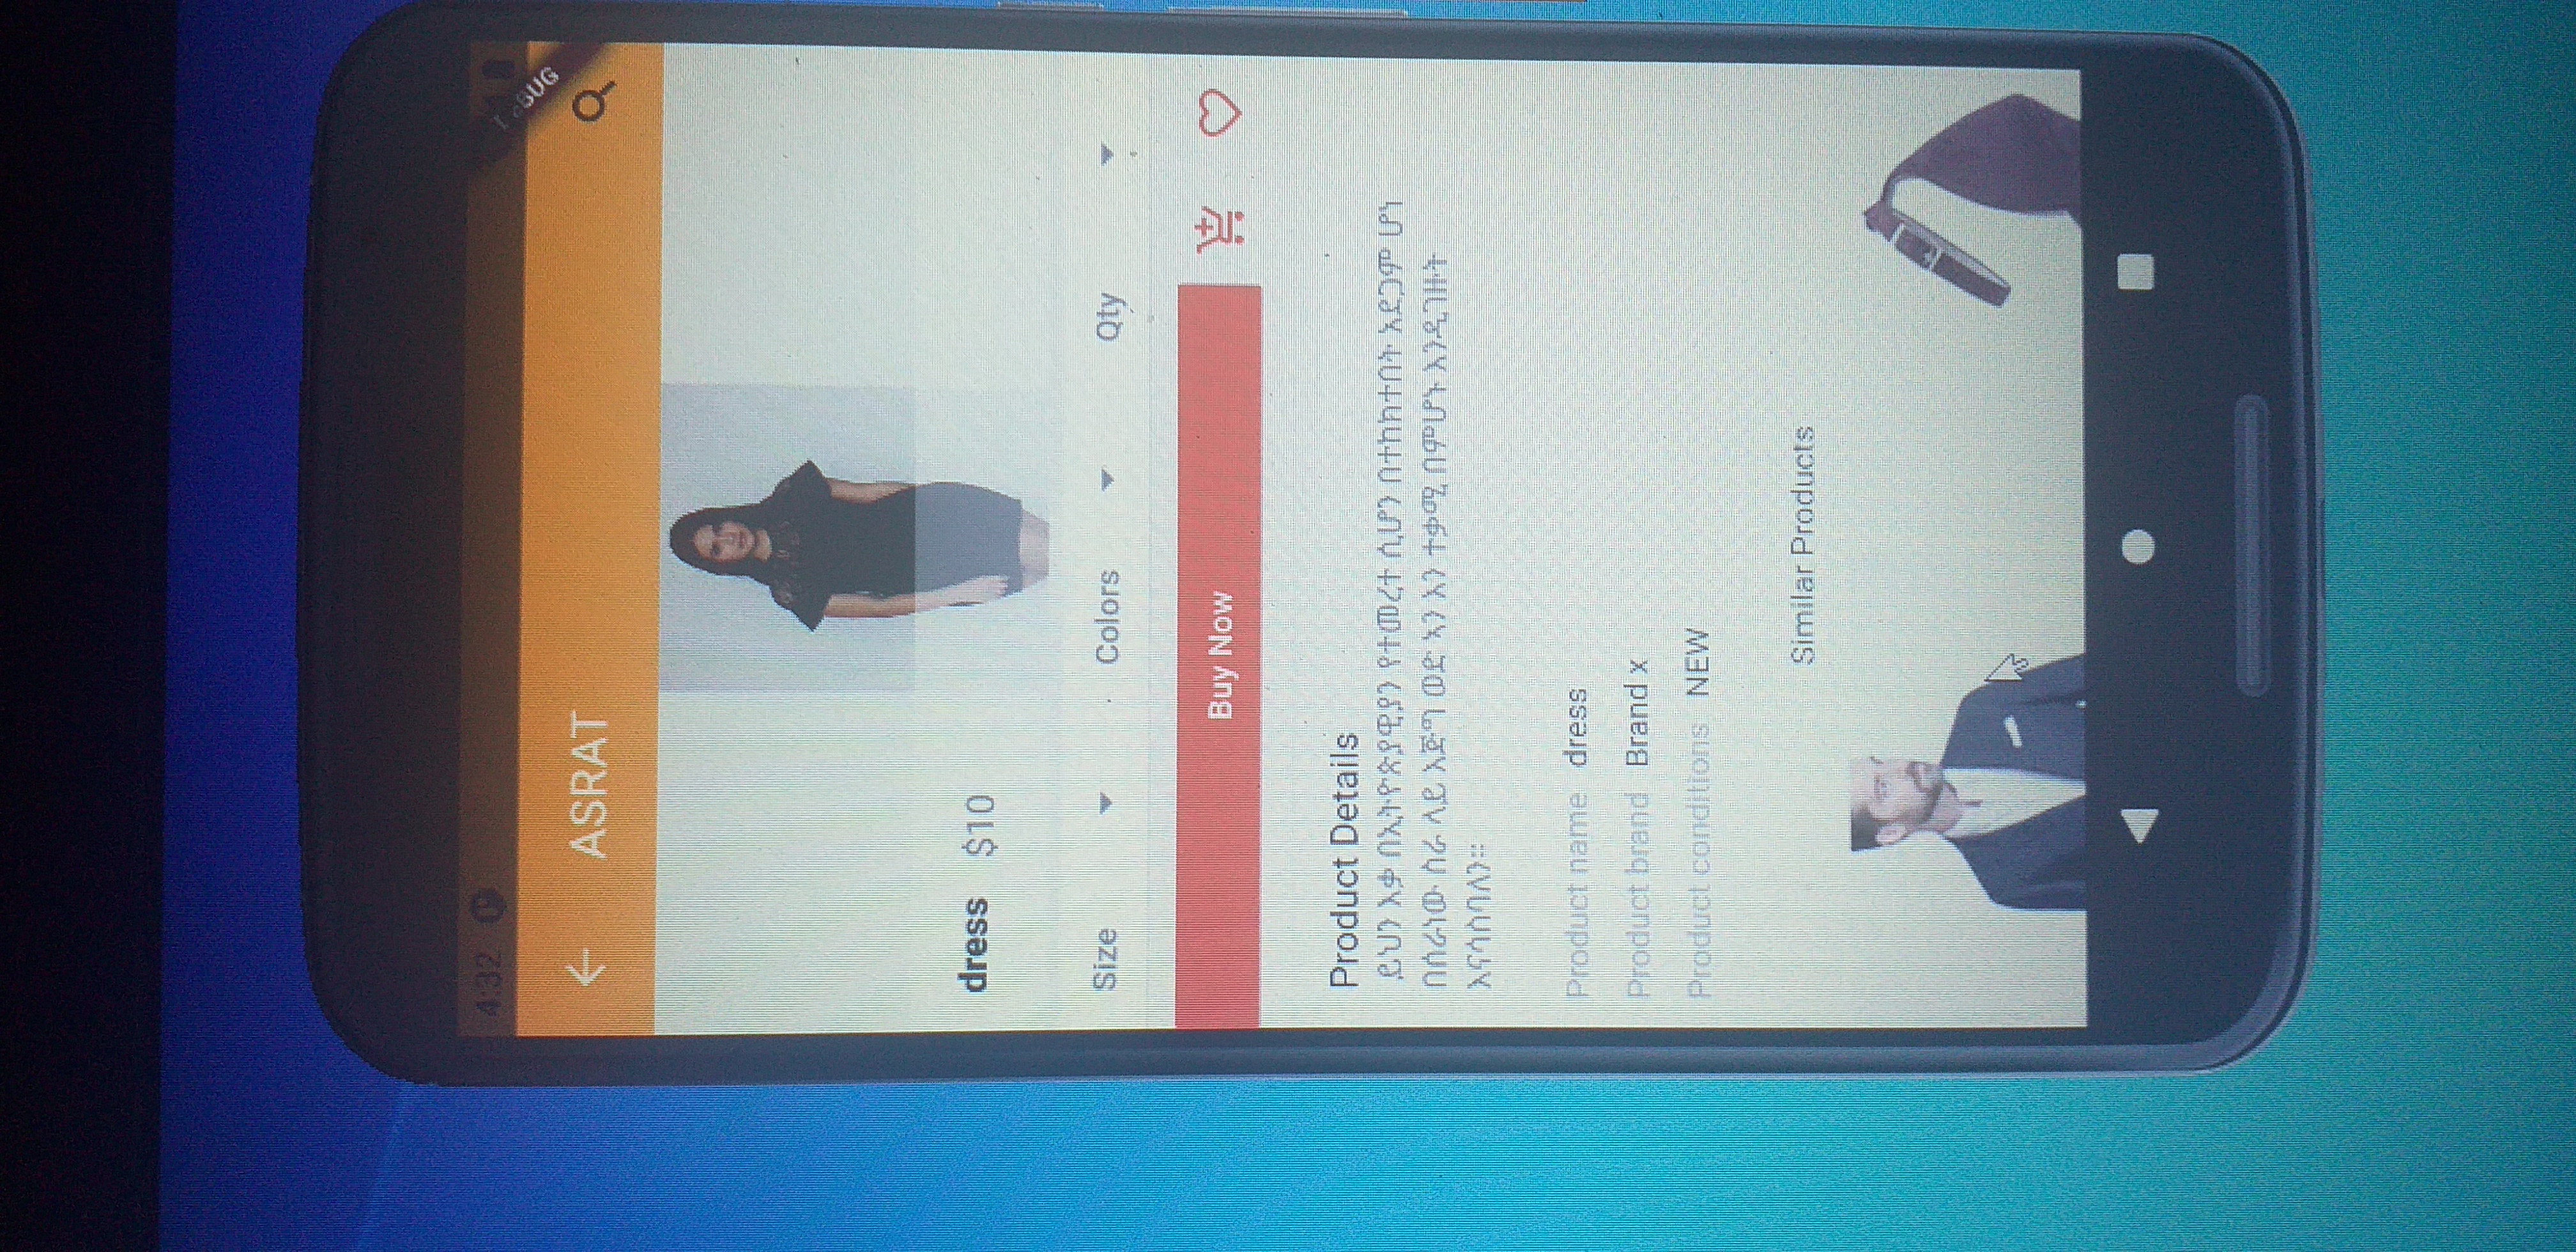 4:32
DEBUG
ASRAT
dress $10
Size Colors Qty
Buy Now
Product Details
ይህን እቃ በኢትዮጵያዊያን የተመረተ ሲሆን በተከከተበት አደጋም ሆነ
በሰራነው ስራ ላይ እጅግ ወድ እን እን ተቃሚ በምሆኑ እንዲገዙት
እናሳስባለን።
Product name dress
Product brand Brand x
Product conditions NEW
Similar Products